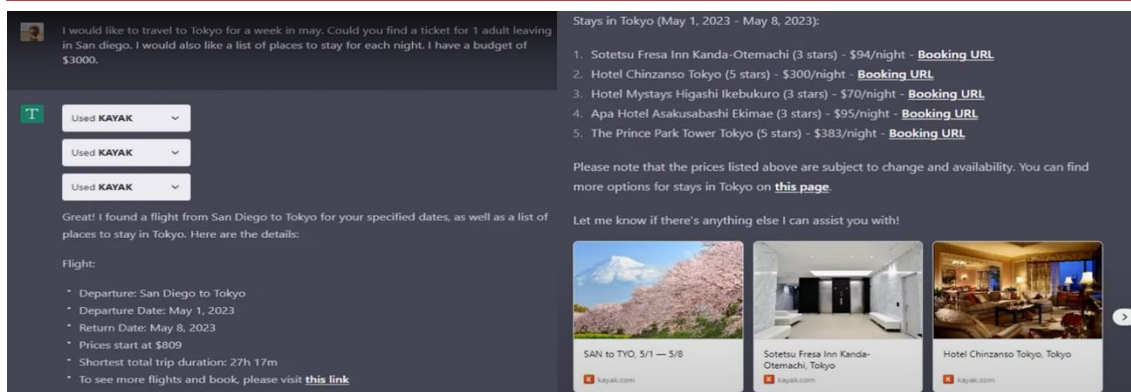 I would like to travel to Tokyo for a week in may. Could you find a ticket for 1 adult leaving
in San diego. I would also like a list of places to stay for each night. I have a budget of
$3000.
T
Used KAYAK
Used KAYAK
Used KAYAK
Great! I found a flight from San Diego to Tokyo for your specified dates, as well as a list of
places to stay in Tokyo. Here are the details:
Flight:
* Departure: San Diego to Tokyo
* Departure Date: May 1, 2023
* Return Date: May 8, 2023
* Prices start at $809
* Shortest total trip duration: 27h 17m
* To see more flights and book, please visit this link
Stays in Tokyo (May 1, 2023 - May 8, 2023):
1. Sotetsu Fresa Inn Kanda-Otemachi (3 stars) - $94/night - Booking URL
2. Hotel Chinzanso Tokyo (5 stars) - $300/night - Booking URL
3. Hotel Mystays Higashi Ikebukuro (3 stars) - $70/night - Booking URL
4. Apa Hotel Asakusabashi Ekimae (3 stars) - $95/night - Booking URL
5. The Prince Park Tower Tokyo (5 stars) - $383/night - Booking URL
Please note that the prices listed above are subject to change and availability. You can find
more options for stays in Tokyo on this page.
Let me know if there's anything else I can assist you with!
SAN to TYO, 5/1 — 5/8
K kayak.com
Sotetsu Fresa Inn Kanda-
Otemachi, Tokyo
K kayak.com
Hotel Chinzanso Tokyo, Tokyo
K kayak.com